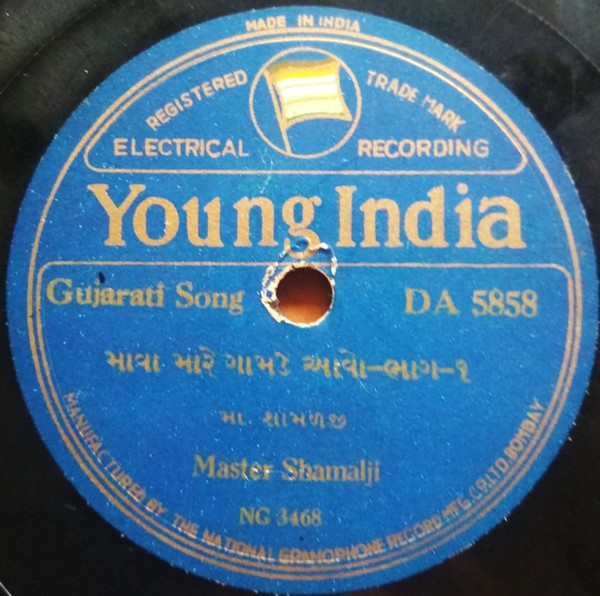 MADE IN INDIA
REGISTERED TRADE MARK
ELECTRICAL RECORDING
Young India
Gujarati Song DA 5858
માવા મારે ગામડે આવો-ભાગ-૧
મા. શામળજી
Master Shamalji
NG 3468
MANUFACTURED BY THE NATIONAL GRAMOPHONE RECORD MFG. CO. LTD. BOMBAY